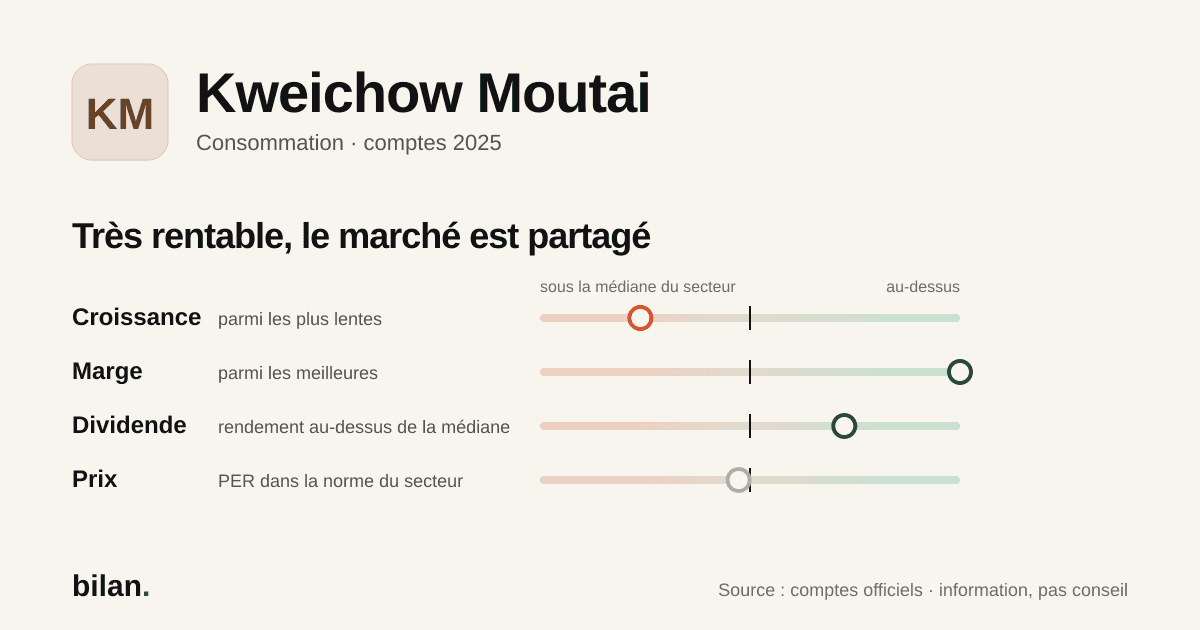 KM
Kweichow Moutai
Consommation · comptes 2025
Très rentable, le marché est partagé
sous la médiane du secteur au-dessus
Croissance parmi les plus lentes
Marge parmi les meilleures
Dividende rendement au-dessus de la médiane
Prix PER dans la norme du secteur
bilan.
Source : comptes officiels · information, pas conseil